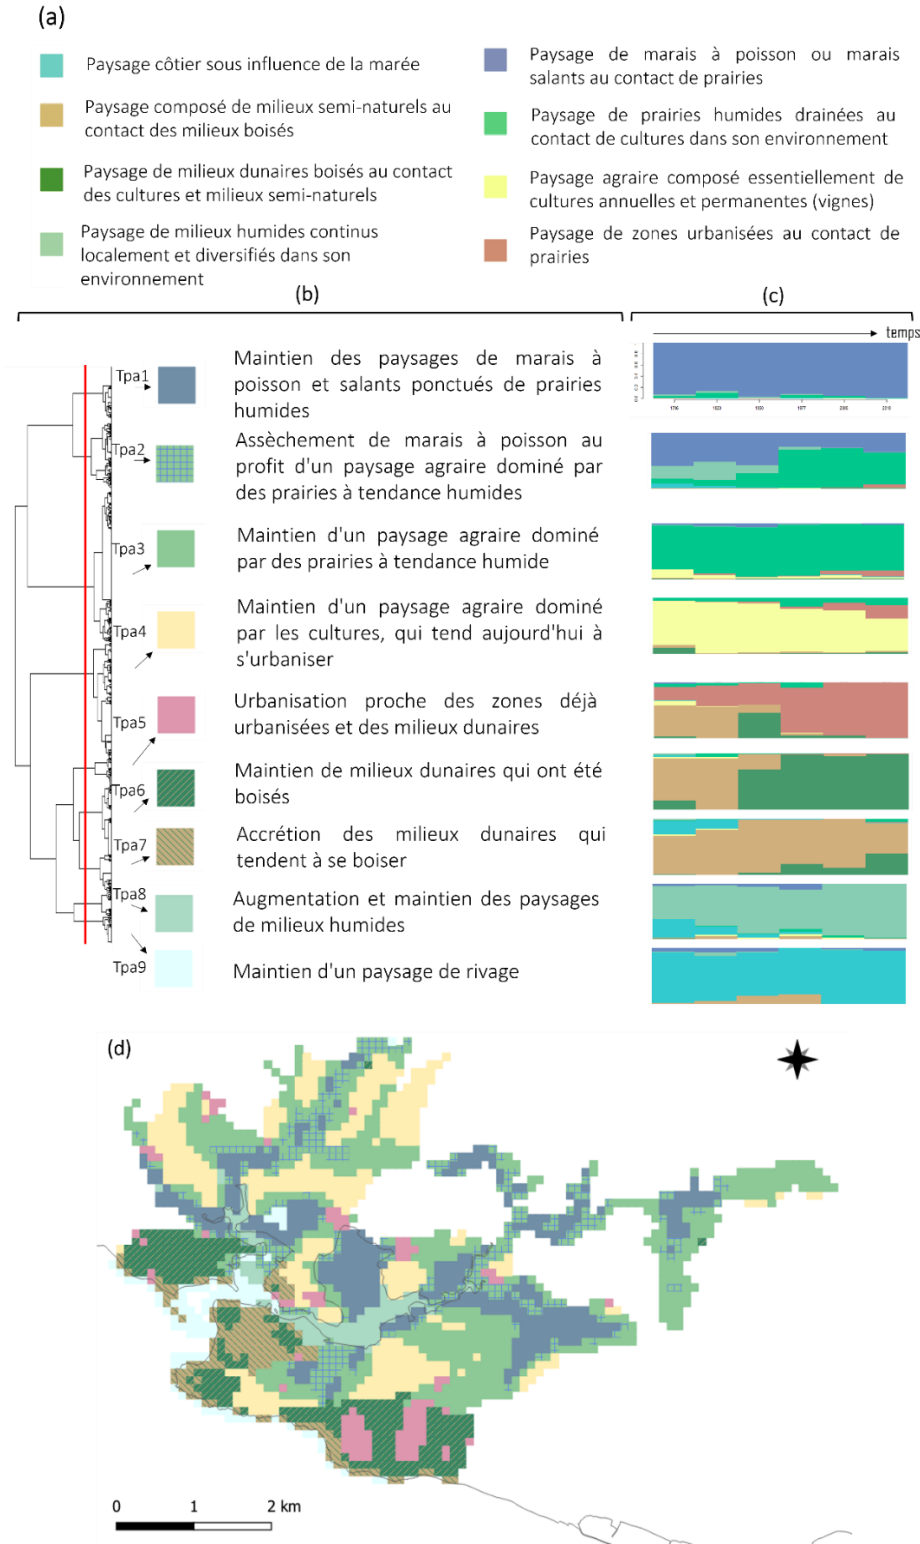 (a)
Paysage côtier sous influence de la marée
Paysage composé de milieux semi-naturels au
contact des milieux boisés
Paysage de milieux dunaires boisés au contact
des cultures et milieux semi-naturels
Paysage de milieux humides continus
localement et diversifiés dans son
environnement
Paysage de marais à poisson ou marais
salants au contact de prairies
Paysage de prairies humides drainées au
contact de cultures dans son environnement
Paysage agraire composé essentiellement de
cultures annuelles et permanentes (vignes)
Paysage de zones urbanisées au contact de
prairies
(b)
(c)
temps
Tpa1
Maintien des paysages de marais à
poisson et salants ponctués de prairies
humides
Tpa2
Assèchement de marais à poisson au
profit d'un paysage agraire dominé par
des prairies à tendance humides
Tpa3
Maintien d'un paysage agraire dominé
par des prairies à tendance humide
Tpa4
Maintien d'un paysage agraire dominé
par les cultures, qui tend aujourd'hui à
s'urbaniser
Tpa5
Urbanisation proche des zones déjà
urbanisées et des milieux dunaires
Tpa6
Maintien de milieux dunaires qui ont été
boisés
Tpa7
Accrétion des milieux dunaires qui
tendent à se boiser
Tpa8
Augmentation et maintien des paysages
de milieux humides
Tpa9
Maintien d'un paysage de rivage
(d)
0 1 2 km